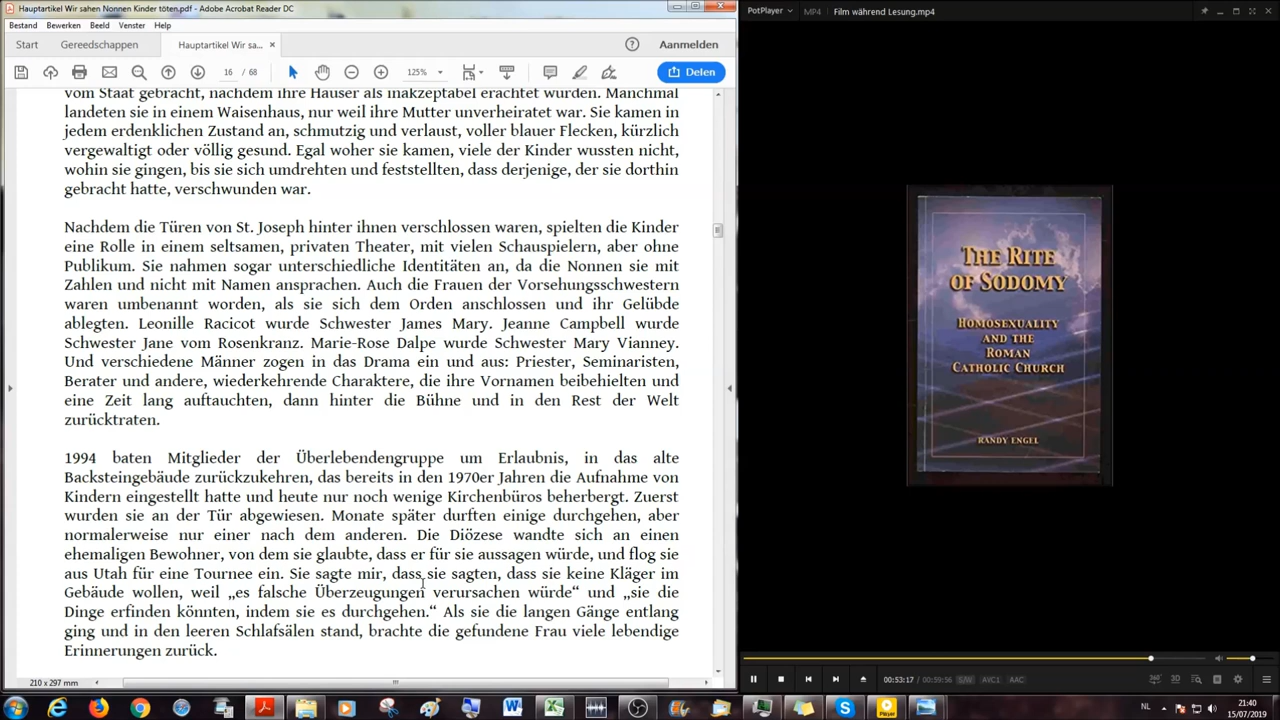 Hauptartikel Wir sahen Nonnen Kinder töten.pdf - Adobe Acrobat Reader DC
Bestand Bewerken Beeld Venster Help
Start Gereedschappen Hauptartikel Wir sa... × Aanmelden
16 / 68 125% Delen
vom Staat gebracht, nachdem ihre Häuser als inakzeptabel erachtet wurden. Manchmal
landeten sie in einem Waisenhaus, nur weil ihre Mutter unverheiratet war. Sie kamen in
jedem erdenklichen Zustand an, schmutzig und verlaust, voller blauer Flecken, kürzlich
vergewaltigt oder völlig gesund. Egal woher sie kamen, viele der Kinder wussten nicht,
wohin sie gingen, bis sie sich umdrehten und feststellten, dass derjenige, der sie dorthin
gebracht hatte, verschwunden war.
Nachdem die Türen von St. Joseph hinter ihnen verschlossen waren, spielten die Kinder
eine Rolle in einem seltsamen, privaten Theater, mit vielen Schauspielern, aber ohne
Publikum. Sie nahmen sogar unterschiedliche Identitäten an, da die Nonnen sie mit
Zahlen und nicht mit Namen ansprachen. Auch die Frauen der Vorsehungsschwestern
waren umbenannt worden, als sie sich dem Orden anschlossen und ihr Gelübde
ablegten. Leonille Racicot wurde Schwester James Mary. Jeanne Campbell wurde
Schwester Jane vom Rosenkranz. Marie-Rose Dalpe wurde Schwester Mary Vianney.
Und verschiedene Männer zogen in das Drama ein und aus: Priester, Seminaristen,
Berater und andere, wiederkehrende Charaktere, die ihre Vornamen beibehielten und
eine Zeit lang auftauchten, dann hinter die Bühne und in den Rest der Welt
zurücktraten.
1994 baten Mitglieder der Überlebendengruppe um Erlaubnis, in das alte
Backsteingebäude zurückzukehren, das bereits in den 1970er Jahren die Aufnahme von
Kindern eingestellt hatte und heute nur noch wenige Kirchenbüros beherbergt. Zuerst
wurden sie an der Tür abgewiesen. Monate später durften einige durchgehen, aber
normalerweise nur einer nach dem anderen. Die Diözese wandte sich an einen
ehemaligen Bewohner, von dem sie glaubte, dass er für sie aussagen würde, und flog sie
aus Utah für eine Tournee ein. Sie sagte mir, dass sie sagten, dass sie keine Kläger im
Gebäude wollen, weil „es falsche Überzeugungen verursachen würde“ und „sie die
Dinge erfinden könnten, indem sie es durchgehen.“ Als sie die langen Gänge entlang
ging und in den leeren Schlafsälen stand, brachte die gefundene Frau viele lebendige
Erinnerungen zurück.
210 x 297 mm
PotPlayer MP4 Film während Lesung.mp4
THE RITE
OF SODOMY
HOMOSEXUALITY
AND THE
ROMAN
CATHOLIC CHURCH
RANDY ENGEL
00:53:17 / 00:59:56 S/W AVC1 AAC
NL 21:40
15/07/2019